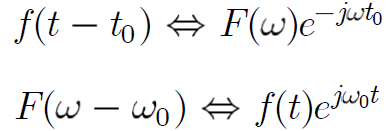 f(t − t₀) ⇔ F(ω)e^{−jωt₀}
F(ω − ω₀) ⇔ f(t)e^{jω₀t}